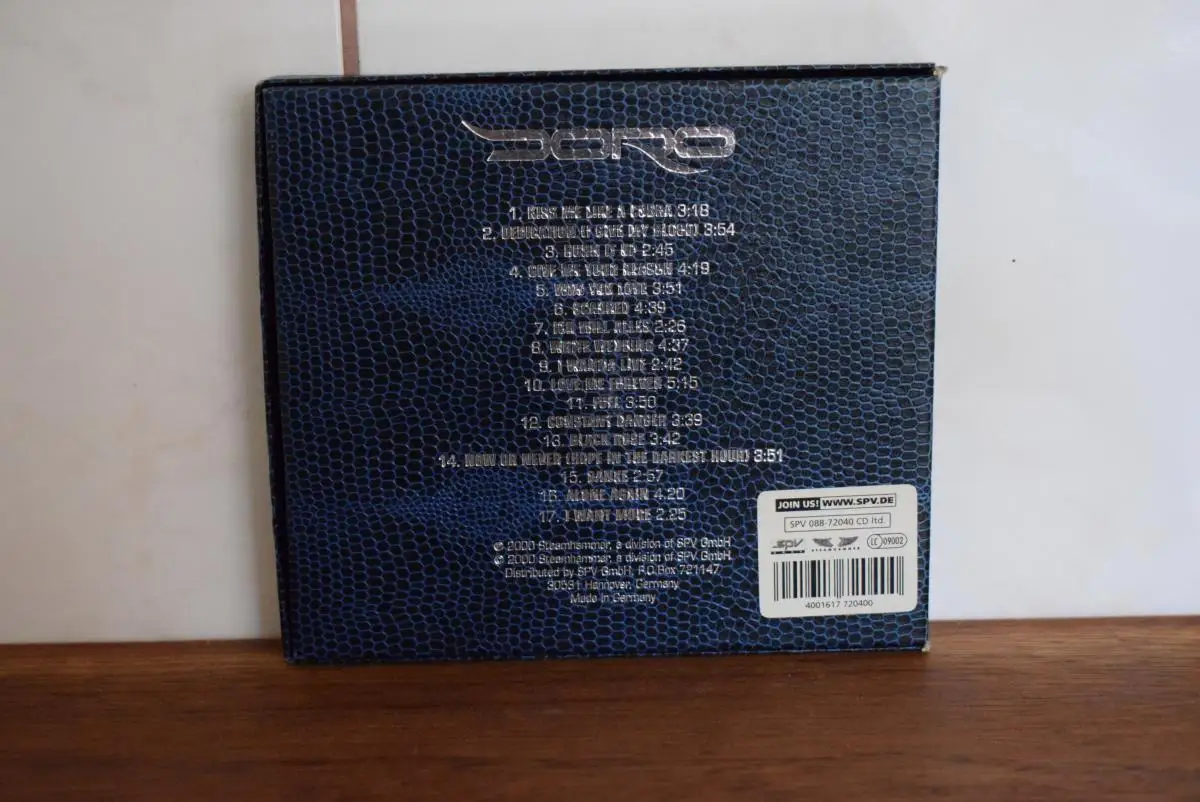 DORO
1. KISS ME LIKE A COBRA 3:18
2. DEDICATION (I GIVE MY BLOOD) 3:54
3. BURN IT UP 2:45
4. GIVE ME YOUR REASON 4:19
5. WHO YOU LOVE 3:51
6. SCARRED 4:39
7. ICH WILL ALLES 2:26
8. WHITE WEDDING 4:37
9. I WANNA LIVE 2:42
10. LOVE ME FOREVER 5:15
11. FUEL 3:50
12. CONSTANT DANGER 3:39
13. BLACK ROSE 3:42
14. NOW OR NEVER (HOPE IN THE DARKEST HOUR) 3:51
15. DANKE 2:57
16. ALONE AGAIN 4:20
17. I WANT MORE 2:25
℗ 2000 Steamhammer, a division of SPV GmbH.
© 2000 Steamhammer, a division of SPV GmbH.
Distributed by SPV GmbH, P.O.Box 721147
30531 Hannover, Germany
Made in Germany
JOIN US! WWW.SPV.DE
SPV 088-72040 CD ltd.
SPV STEAMHAMMER LC 09002
4001617 720400